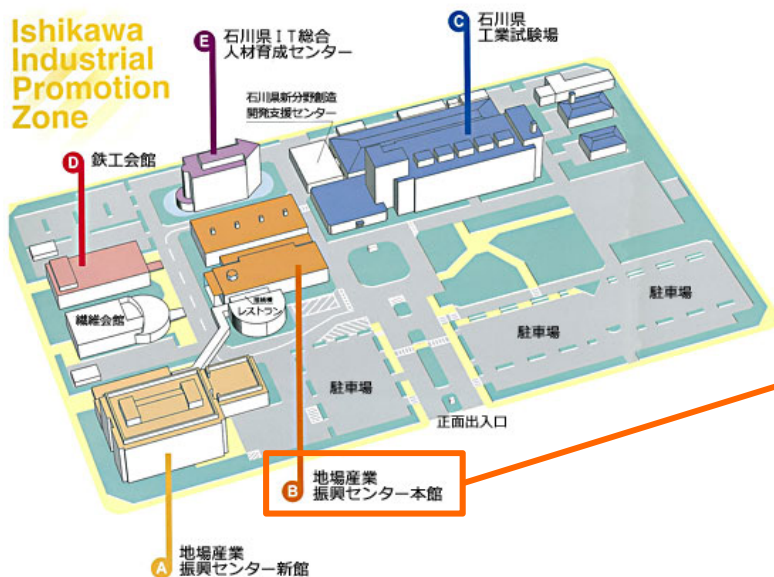 Ishikawa
Industrial
Promotion
Zone
E 石川県IT総合
人材育成センター
C 石川県
工業試験場
石川県新分野創造
開発支援センター
D 鉄工会館
繊維会館
レストラン
駐車場
駐車場
駐車場
正面出入口
B 地場産業
振興センター本館
A 地場産業
振興センター新館